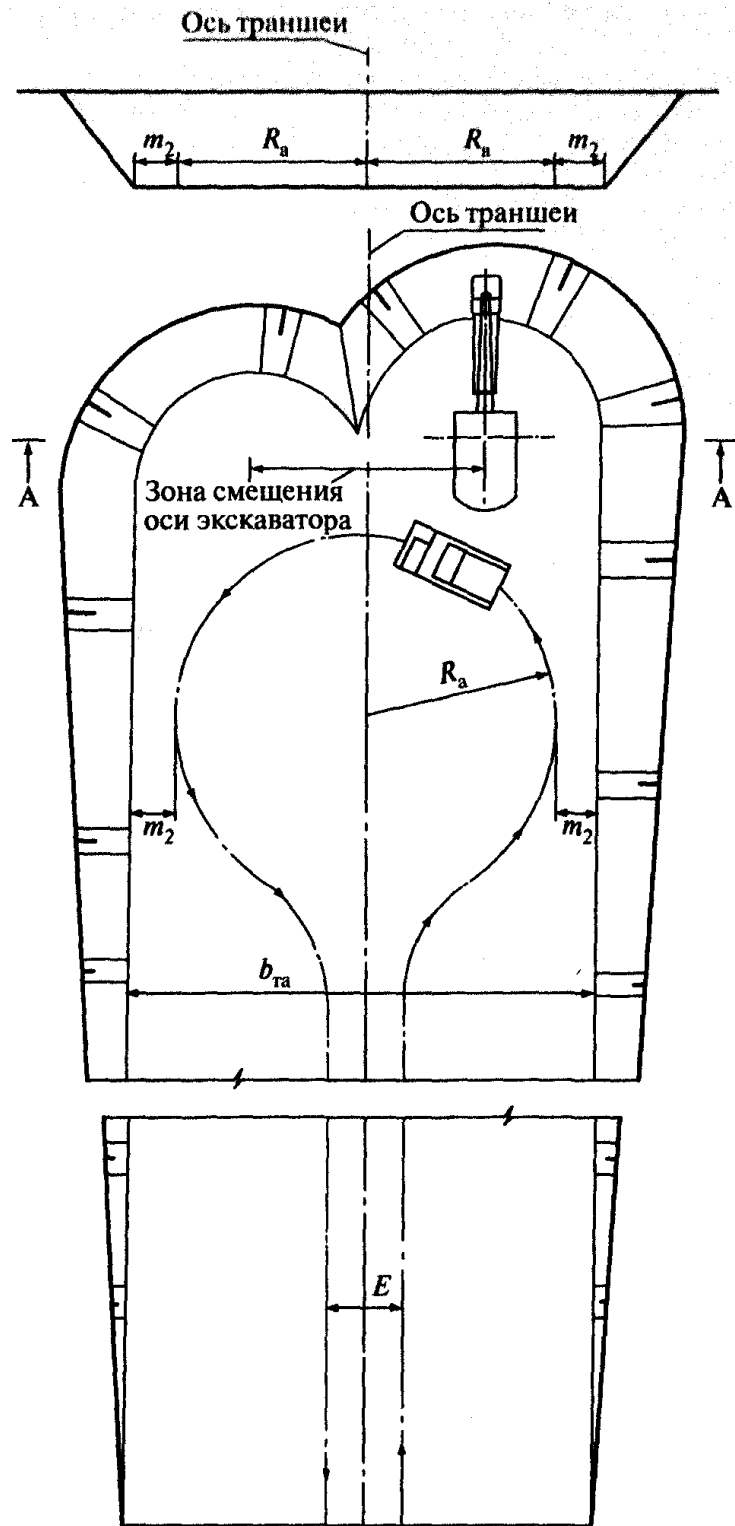 Ось траншеи
m₂ Rₐ Rₐ m₂
Ось траншеи
А А
Зона смещения
оси экскаватора
Rₐ
m₂ m₂
bта
E